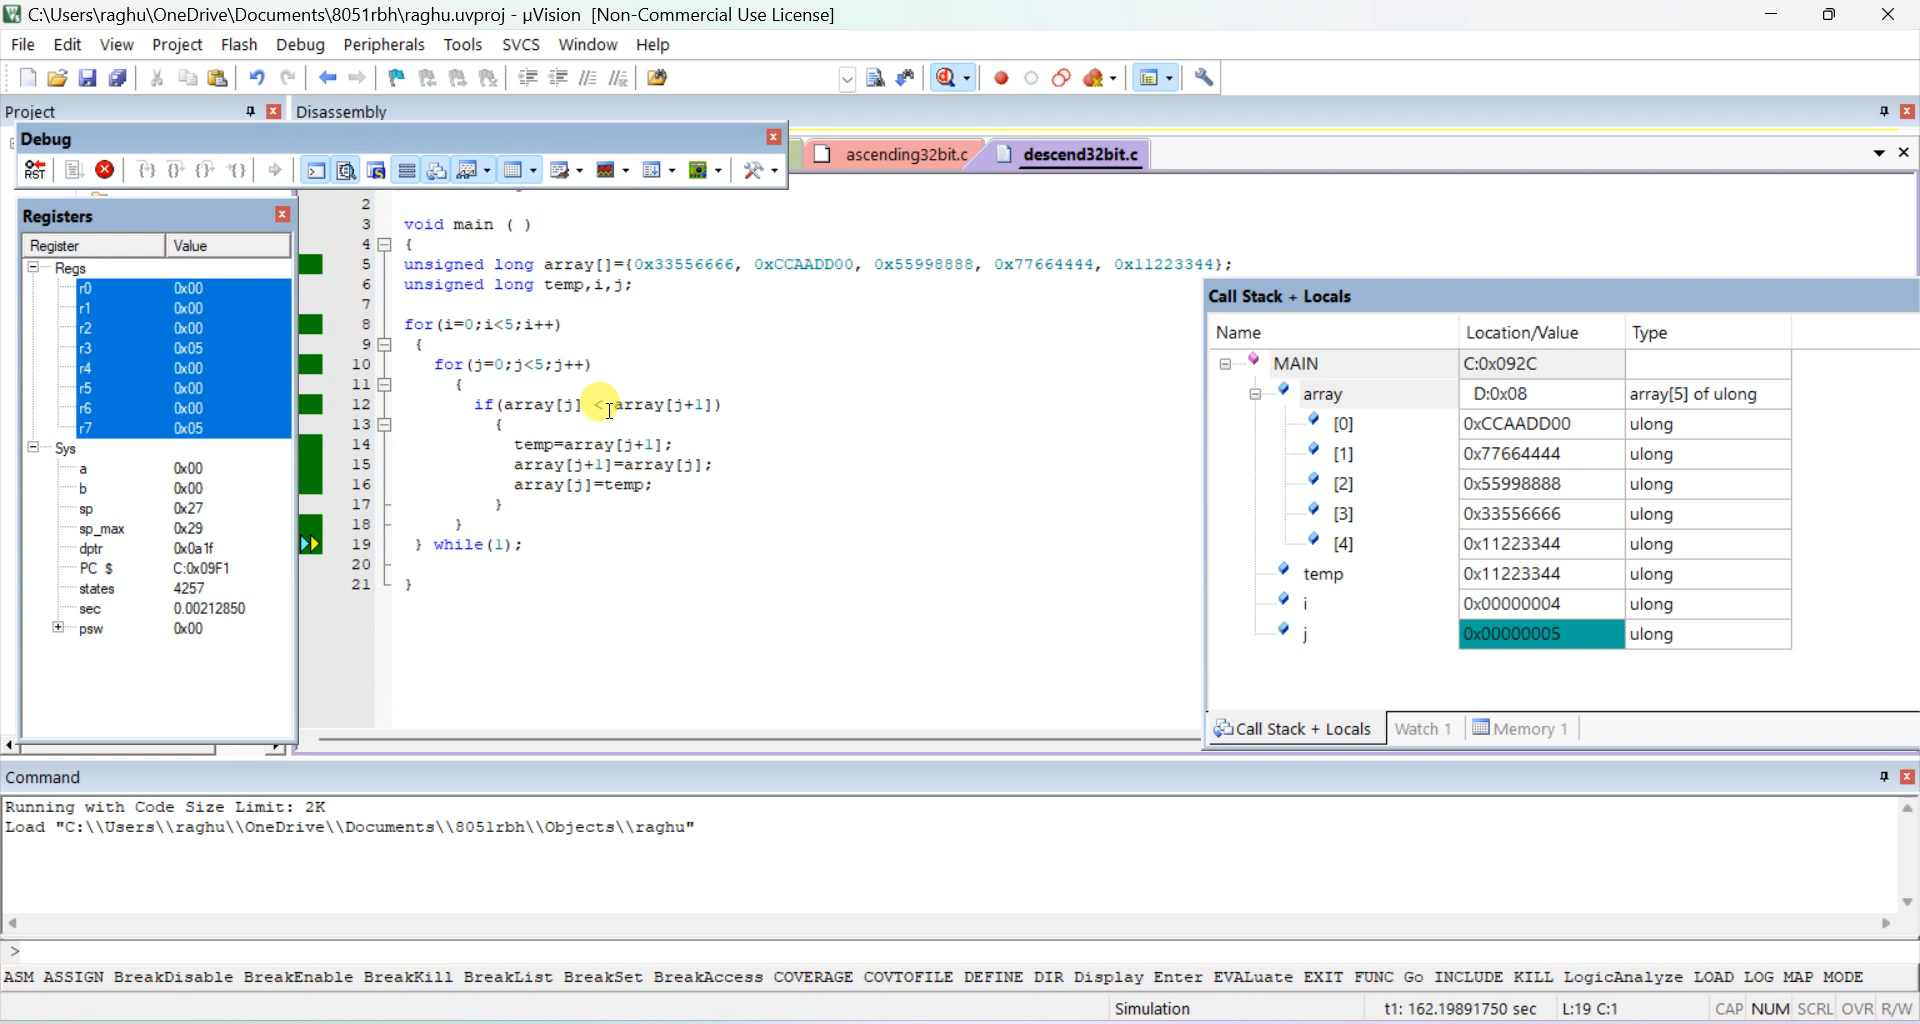 C:\Users\raghu\OneDrive\Documents\8051rbh\raghu.uvproj - µVision [Non-Commercial Use License]
File Edit View Project Flash Debug Peripherals Tools SVCS Window Help
Project
Disassembly
Debug
ascending32bit.c
descend32bit.c
RST
Registers
Register Value
Regs
r0 0x00
r1 0x00
r2 0x00
r3 0x05
r4 0x00
r5 0x00
r6 0x00
r7 0x05
Sys
a 0x00
b 0x00
sp 0x27
sp_max 0x29
dptr 0x0a1f
PC $ C:0x09F1
states 4257
sec 0.00212850
psw 0x00
2
3 void main ( )
4 {
5 unsigned long array[]={0x33556666, 0xCCAADD00, 0x55998888, 0x77664444, 0x11223344};
6 unsigned long temp,i,j;
7
8 for(i=0;i<5;i++)
9 {
10 for(j=0;j<5;j++)
11 {
12 if(array[j] < array[j+1])
13 {
14 temp=array[j+1];
15 array[j+1]=array[j];
16 array[j]=temp;
17 }
18 }
19 } while(1);
20
21 }
Call Stack + Locals
Name Location/Value Type
MAIN C:0x092C
array D:0x08 array[5] of ulong
[0] 0xCCAADD00 ulong
[1] 0x77664444 ulong
[2] 0x55998888 ulong
[3] 0x33556666 ulong
[4] 0x11223344 ulong
temp 0x11223344 ulong
i 0x00000004 ulong
j 0x00000005 ulong
Call Stack + Locals Watch 1 Memory 1
Command
Running with Code Size Limit: 2K
Load "C:\\Users\\raghu\\OneDrive\\Documents\\8051rbh\\Objects\\raghu"
>
ASM ASSIGN BreakDisable BreakEnable BreakKill BreakList BreakSet BreakAccess COVERAGE COVTOFILE DEFINE DIR Display Enter EVALuate EXIT FUNC Go INCLUDE KILL LogicAnalyze LOAD LOG MAP MODE
Simulation t1: 162.19891750 sec L:19 C:1 CAP NUM SCRL OVR R/W